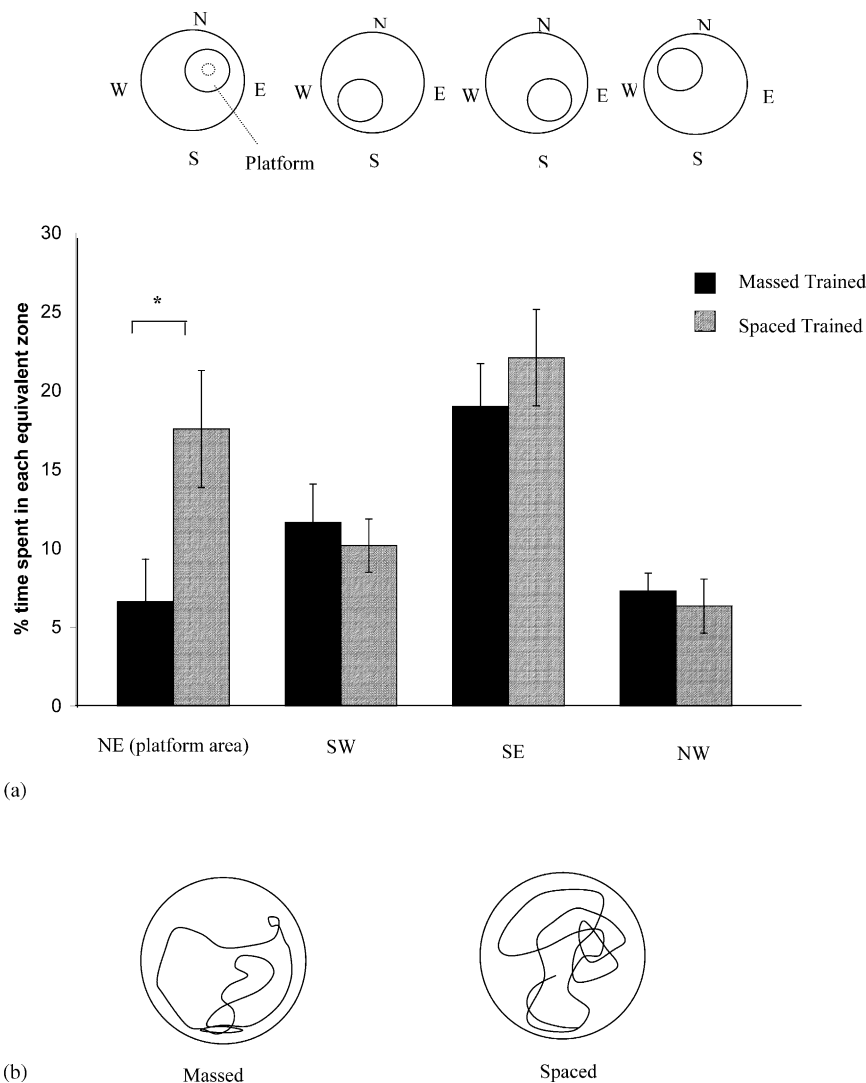 N N N N
W E W E W E W E
S Platform S S S
30
25
20
15
10
5
0
% time spent in each equivalent zone
*
Massed Trained
Spaced Trained
NE (platform area) SW SE NW
(a)
(b) Massed Spaced